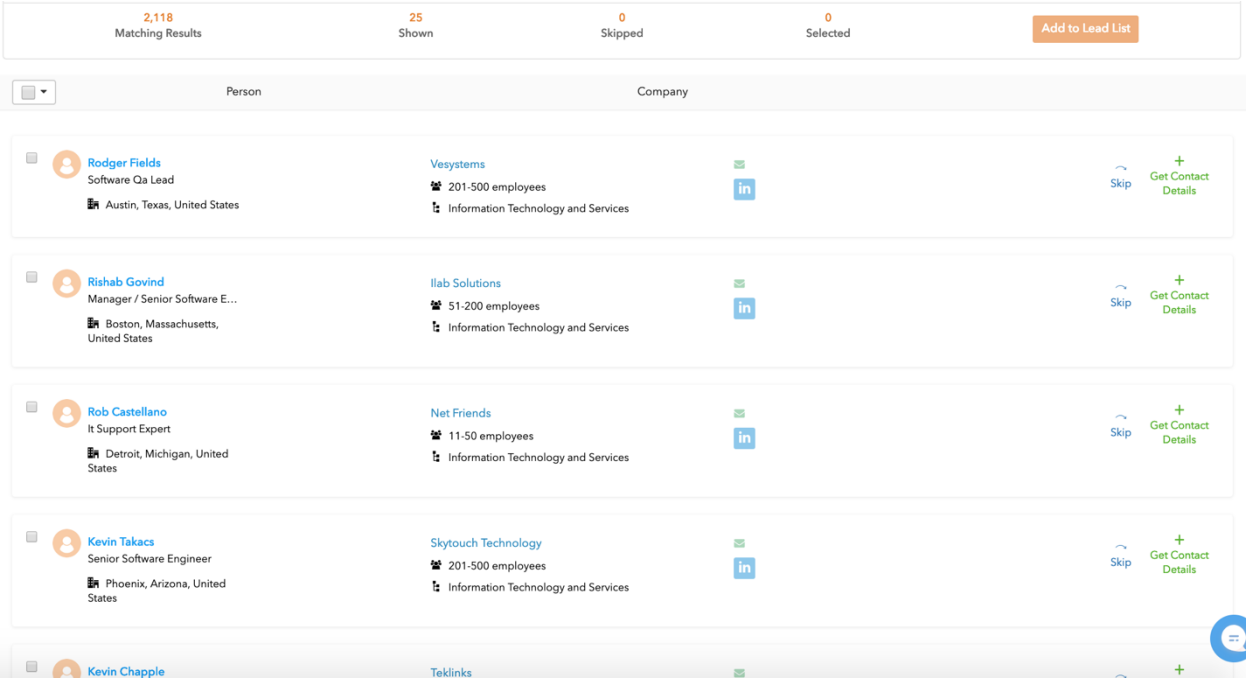 2,118
Matching Results
25
Shown
0
Skipped
0
Selected
Add to Lead List
Person
Company
Rodger Fields
Software Qa Lead
Austin, Texas, United States
Vesystems
201-500 employees
Information Technology and Services
in
Skip
+
Get Contact
Details
Rishab Govind
Manager / Senior Software E...
Boston, Massachusetts,
United States
Ilab Solutions
51-200 employees
Information Technology and Services
in
Skip
+
Get Contact
Details
Rob Castellano
It Support Expert
Detroit, Michigan, United
States
Net Friends
11-50 employees
Information Technology and Services
in
Skip
+
Get Contact
Details
Kevin Takacs
Senior Software Engineer
Phoenix, Arizona, United
States
Skytouch Technology
201-500 employees
Information Technology and Services
in
Skip
+
Get Contact
Details
Kevin Chapple
Teklinks
+